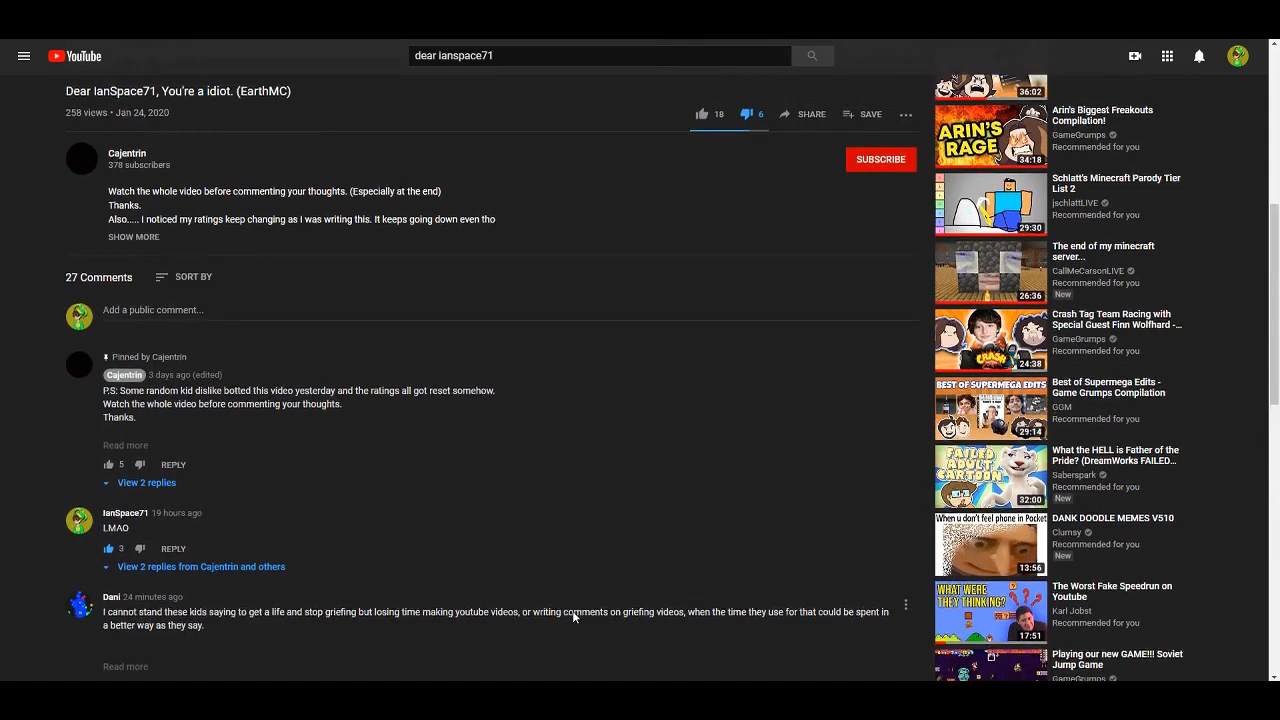 YouTube
dear ianspace71
Dear IanSpace71, You're a idiot. (EarthMC)
258 views • Jan 24, 2020
18
6
SHARE
SAVE
Cajentrin
378 subscribers
SUBSCRIBE
Watch the whole video before commenting your thoughts. (Especially at the end)
Thanks.
Also..... I noticed my ratings keep changing as I was writing this. It keeps going down even tho
SHOW MORE
27 Comments
SORT BY
Add a public comment...
Pinned by Cajentrin
Cajentrin 3 days ago (edited)
P.S: Some random kid dislike botted this video yesterday and the ratings all got reset somehow.
Watch the whole video before commenting your thoughts.
Thanks.
Read more
5
REPLY
View 2 replies
IanSpace71 19 hours ago
LMAO
3
REPLY
View 2 replies from Cajentrin and others
Dani 24 minutes ago
I cannot stand these kids saying to get a life and stop griefing but losing time making youtube videos, or writing comments on griefing videos, when the time they use for that could be spent in
a better way as they say.
Read more
36:02
ARIN'S
RAGE
34:18
Arin's Biggest Freakouts
Compilation!
GameGrumps
Recommended for you
29:30
Schlatt's Minecraft Parody Tier
List 2
jschlattLIVE
Recommended for you
26:36
The end of my minecraft
server...
CallMeCarsonLIVE
Recommended for you
New
CRASH
24:38
Crash Tag Team Racing with
Special Guest Finn Wolfhard -...
GameGrumps
Recommended for you
BEST OF SUPERMEGA EDITS
29:14
Best of Supermega Edits -
Game Grumps Compilation
GGM
Recommended for you
FAILED
ADULT
CARTOON
32:00
What the HELL is Father of the
Pride? (DreamWorks FAILED...
Saberspark
Recommended for you
New
When u don't feel phone in Pocket
13:56
DANK DOODLE MEMES V510
Clumsy
Recommended for you
New
WHAT WERE
THEY THINKING?
17:51
The Worst Fake Speedrun on
Youtube
Karl Jobst
Recommended for you
Playing our new GAME!!! Soviet
Jump Game
GameGrumps